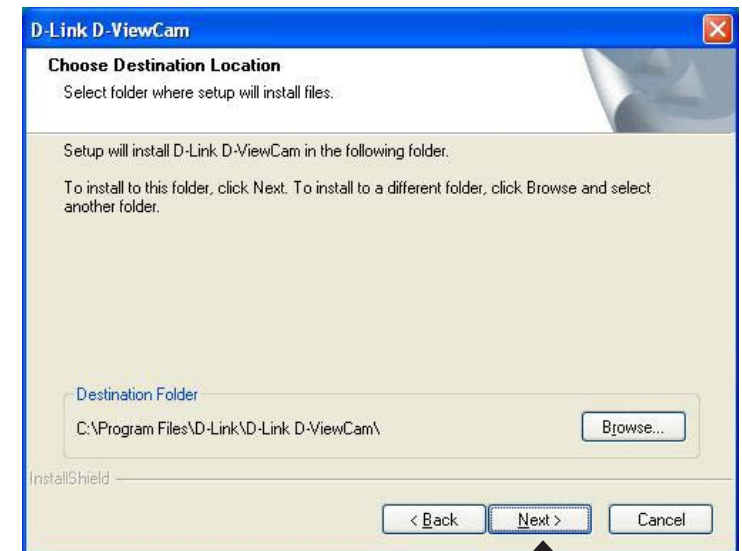 D-Link D-ViewCam
Choose Destination Location
Select folder where setup will install files.
Setup will install D-Link D-ViewCam in the following folder.
To install to this folder, click Next. To install to a different folder, click Browse and select
another folder.
Destination Folder
C:\Program Files\D-Link\D-Link D-ViewCam\
Browse...
InstallShield
< Back
Next >
Cancel